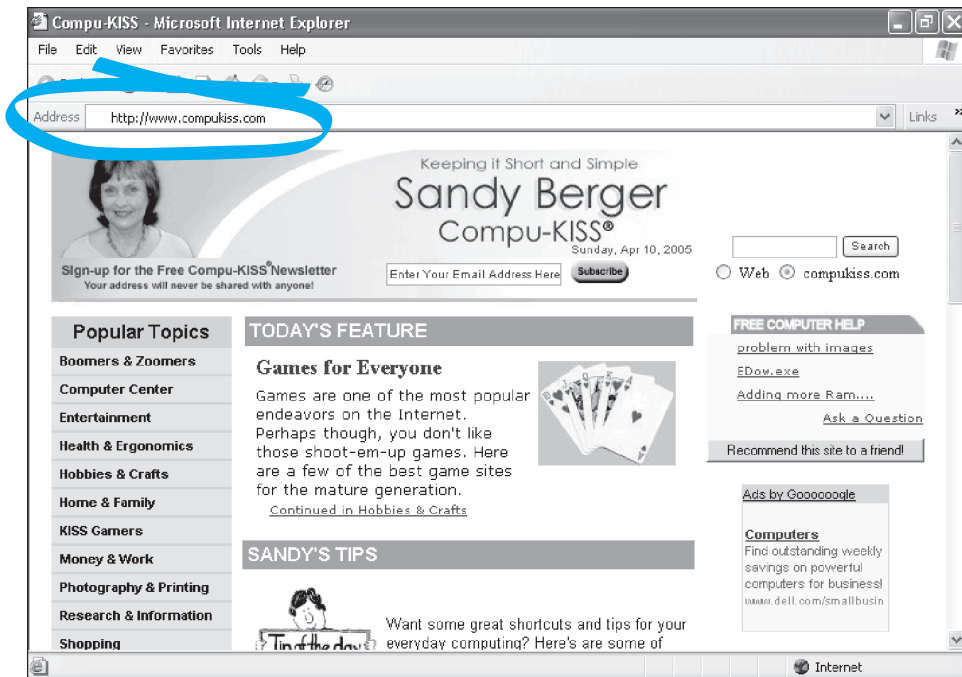 Compu-KISS - Microsoft Internet Explorer
File Edit View Favorites Tools Help
Address http://www.compukiss.com Links »
Keeping it Short and Simple
Sandy Berger
Compu-KISS®
Sunday, Apr 10, 2005
Sign-up for the Free Compu-KISS® Newsletter
Your address will never be shared with anyone!
Enter Your Email Address Here Subscribe
Search
Web compukiss.com
Popular Topics
Boomers & Zoomers
Computer Center
Entertainment
Health & Ergonomics
Hobbies & Crafts
Home & Family
KISS Gamers
Money & Work
Photography & Printing
Research & Information
Shopping
TODAY'S FEATURE
Games for Everyone
Games are one of the most popular
endeavors on the Internet.
Perhaps though, you don't like
those shoot-em-up games. Here
are a few of the best game sites
for the mature generation.
Continued in Hobbies & Crafts
SANDY'S TIPS
Tip of the day
Want some great shortcuts and tips for your
everyday computing? Here's are some of
FREE COMPUTER HELP
problem with images
EDow.exe
Adding more Ram....
Ask a Question
Recommend this site to a friend!
Ads by Goooooogle
Computers
Find outstanding weekly
savings on powerful
computers for business!
www.dell.com/smallbusin
Internet